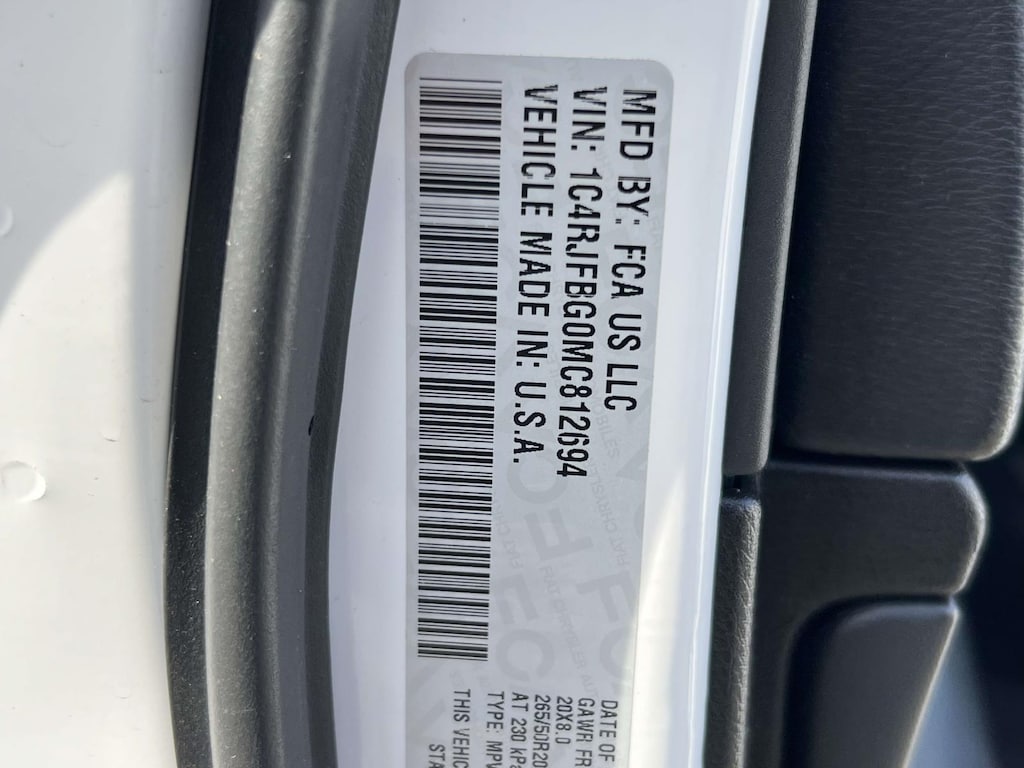 MFD BY: FCA US LLC
VIN: 1C4RJFBG0MC812694
VEHICLE MADE IN: U.S.A.
DATE OF
GAWR FR
20X8.0
265/50R20
AT 230 kPa
TYPE: MPV
THIS VEHIC
STA